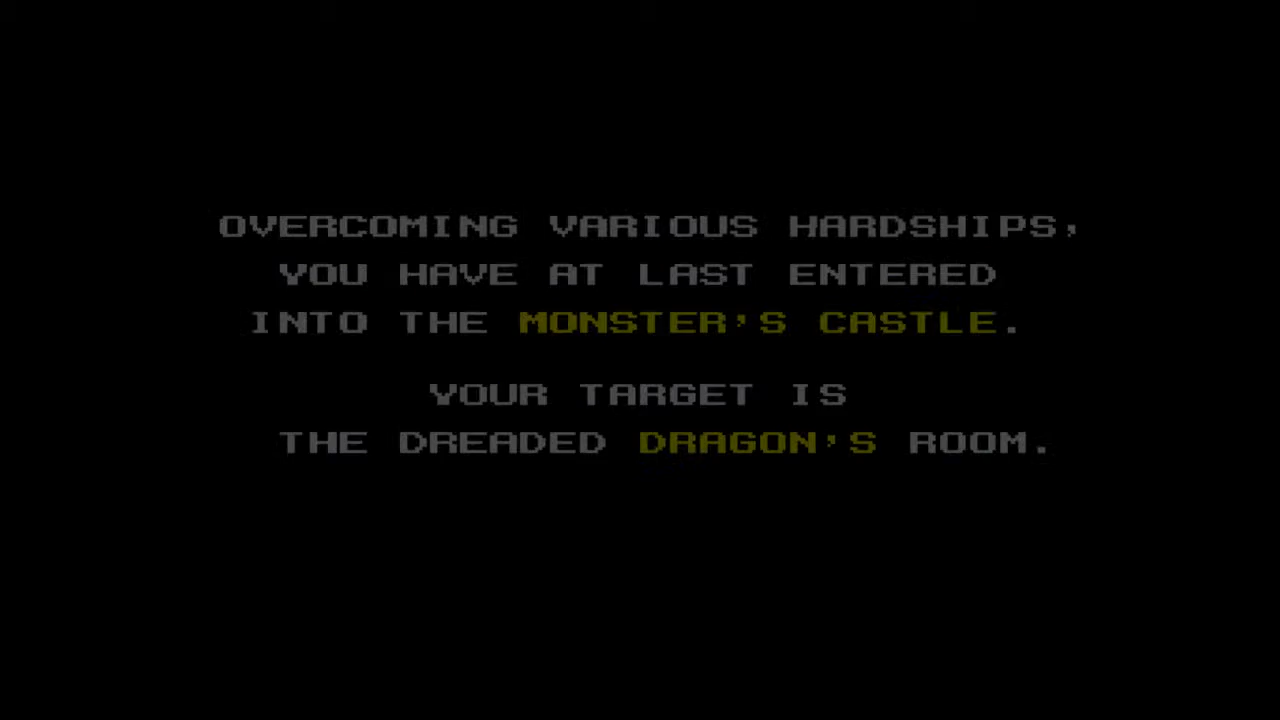 OVERCOMING VARIOUS HARDSHIPS,
YOU HAVE AT LAST ENTERED
INTO THE MONSTER'S CASTLE.
YOUR TARGET IS
THE DREADED DRAGON'S ROOM.